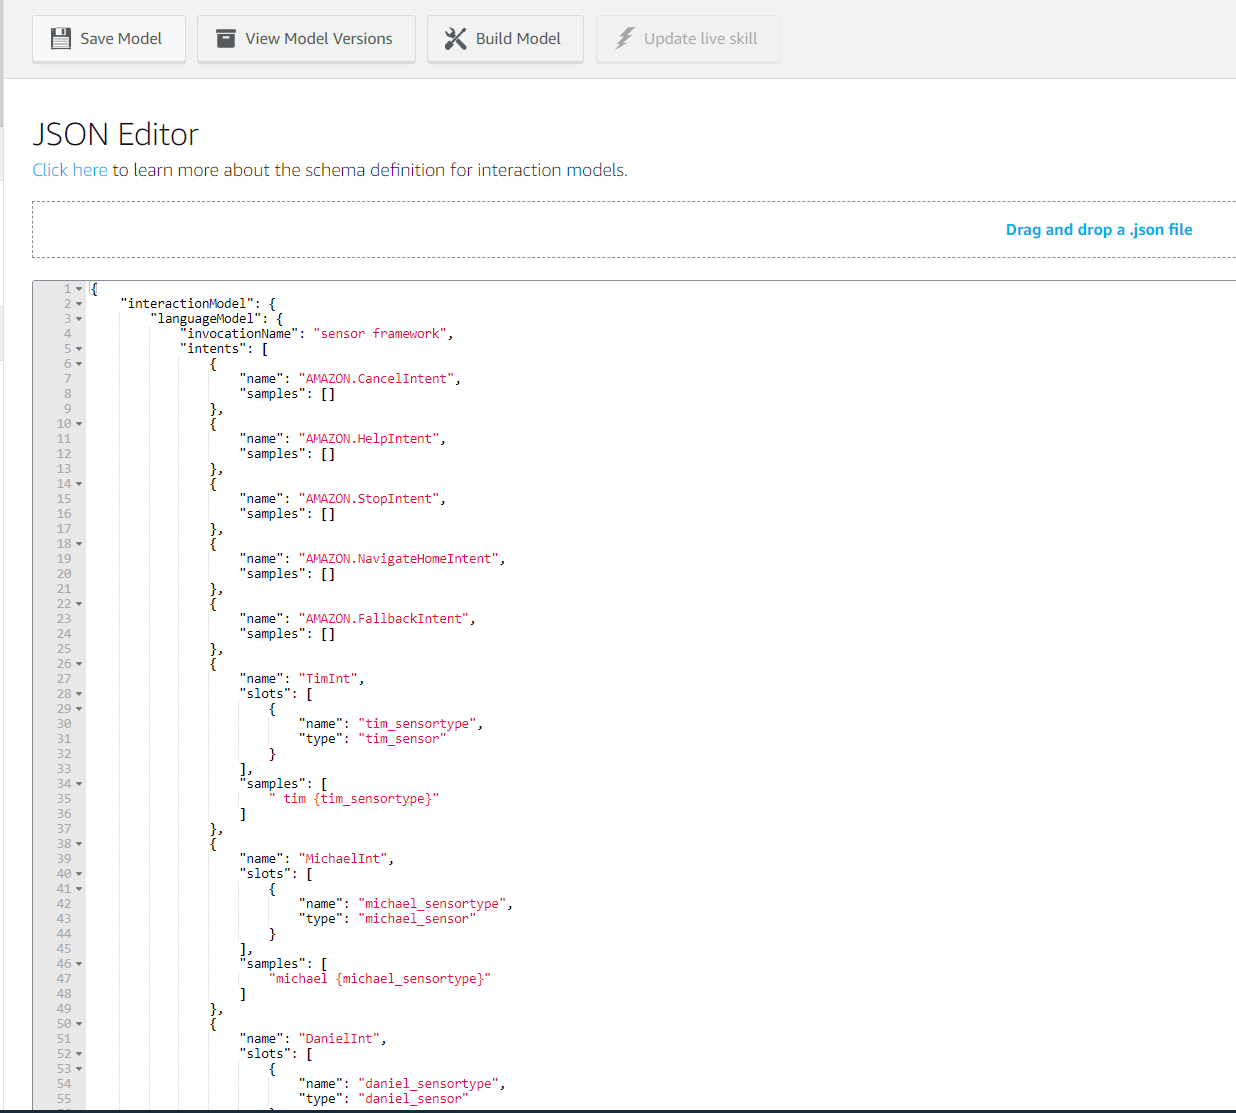 Save Model
View Model Versions
Build Model
Update live skill
JSON Editor
Click here to learn more about the schema definition for interaction models.
Drag and drop a .json file
1 {
2 "interactionModel": {
3 "languageModel": {
4 "invocationName": "sensor framework",
5 "intents": [
6 {
7 "name": "AMAZON.CancelIntent",
8 "samples": []
9 },
10 {
11 "name": "AMAZON.HelpIntent",
12 "samples": []
13 },
14 {
15 "name": "AMAZON.StopIntent",
16 "samples": []
17 },
18 {
19 "name": "AMAZON.NavigateHomeIntent",
20 "samples": []
21 },
22 {
23 "name": "AMAZON.FallbackIntent",
24 "samples": []
25 },
26 {
27 "name": "TimInt",
28 "slots": [
29 {
30 "name": "tim_sensortype",
31 "type": "tim_sensor"
32 }
33 ],
34 "samples": [
35 " tim {tim_sensortype}"
36 ]
37 },
38 {
39 "name": "MichaelInt",
40 "slots": [
41 {
42 "name": "michael_sensortype",
43 "type": "michael_sensor"
44 }
45 ],
46 "samples": [
47 "michael {michael_sensortype}"
48 ]
49 },
50 {
51 "name": "DanielInt",
52 "slots": [
53 {
54 "name": "daniel_sensortype",
55 "type": "daniel_sensor"